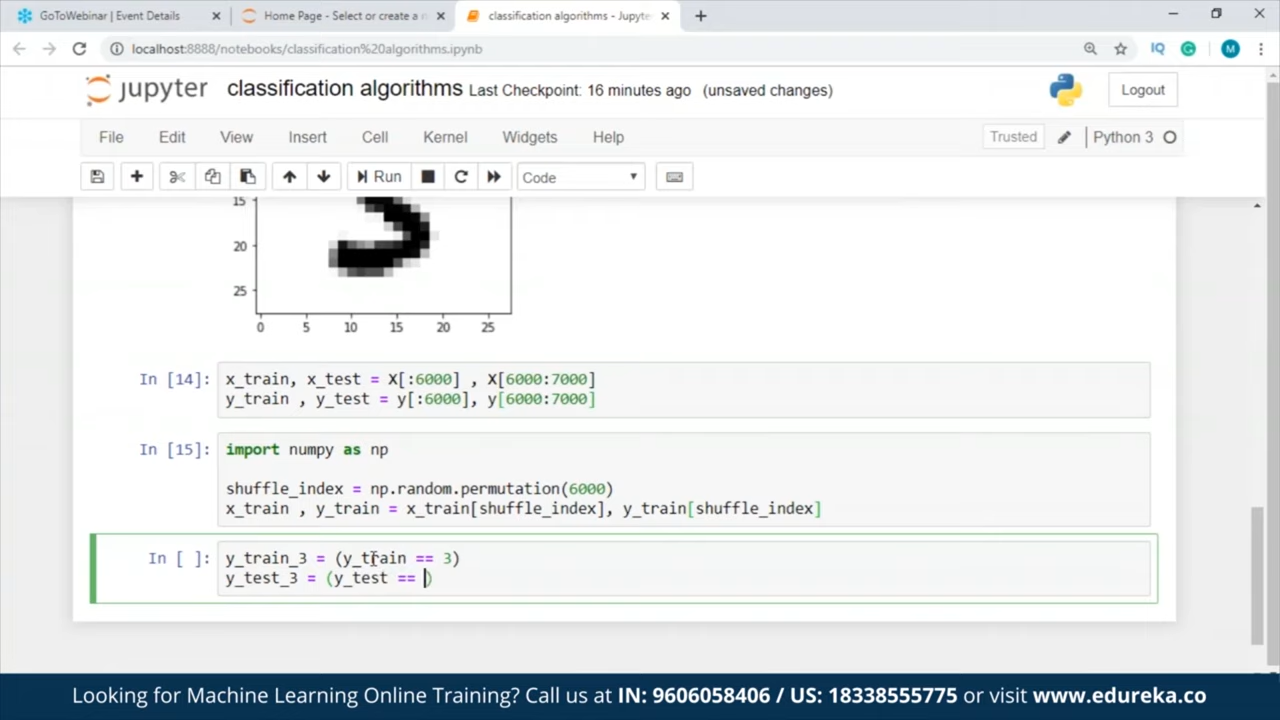 GoToWebinar | Event Details
Home Page - Select or create a n
classification algorithms - Jupyte
localhost:8888/notebooks/classification%20algorithms.ipynb
IQ
M
jupyter classification algorithms Last Checkpoint: 16 minutes ago (unsaved changes)
Logout
File Edit View Insert Cell Kernel Widgets Help
Trusted
Python 3
Run
Code
15
20
25
0 5 10 15 20 25
In [14]: x_train, x_test = X[:6000] , X[6000:7000]
y_train , y_test = y[:6000], y[6000:7000]
In [15]: import numpy as np
shuffle_index = np.random.permutation(6000)
x_train , y_train = x_train[shuffle_index], y_train[shuffle_index]
In [ ]: y_train_3 = (y_train == 3)
y_test_3 = (y_test == )
Looking for Machine Learning Online Training? Call us at IN: 9606058406 / US: 18338555775 or visit www.edureka.co